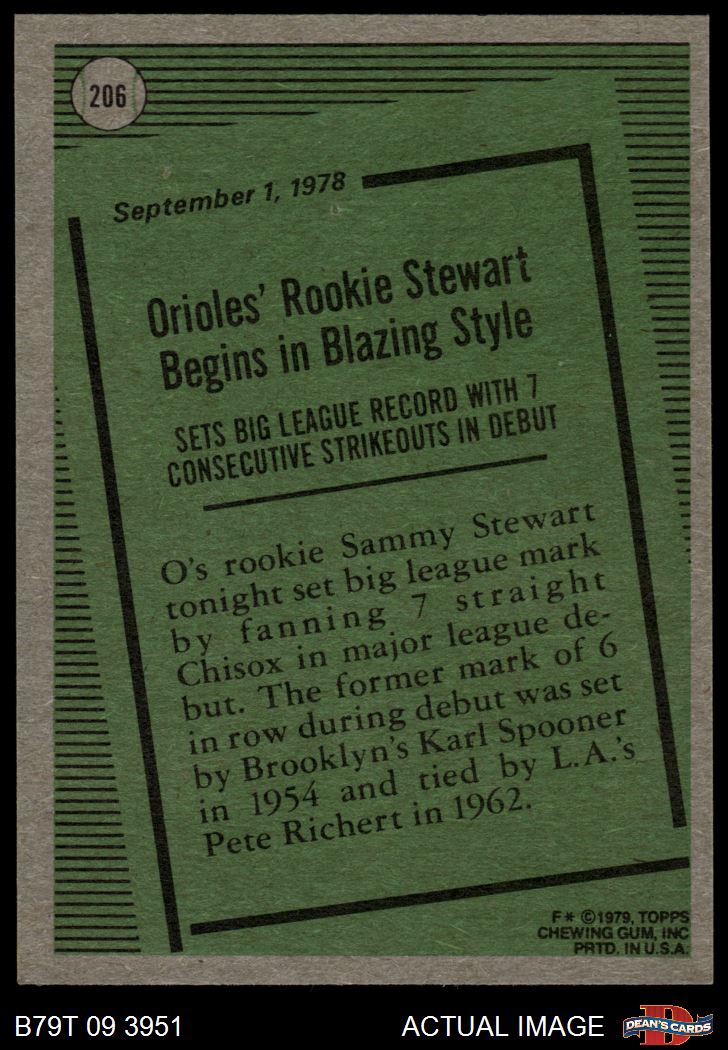 206
September 1, 1978
Orioles' Rookie Stewart
Begins in Blazing Style
SETS BIG LEAGUE RECORD WITH 7
CONSECUTIVE STRIKEOUTS IN DEBUT
O's rookie Sammy Stewart
tonight set big league mark
by fanning 7 straight
Chisox in major league de-
but. The former mark of 6
in row during debut was set
by Brooklyn's Karl Spooner
in 1954 and tied by L.A.'s
Pete Richert in 1962.
F* ©1979, TOPPS
CHEWING GUM, INC
PRTD. IN U.S.A.
B79T 09 3951 ACTUAL IMAGE D DEAN'S CARDS